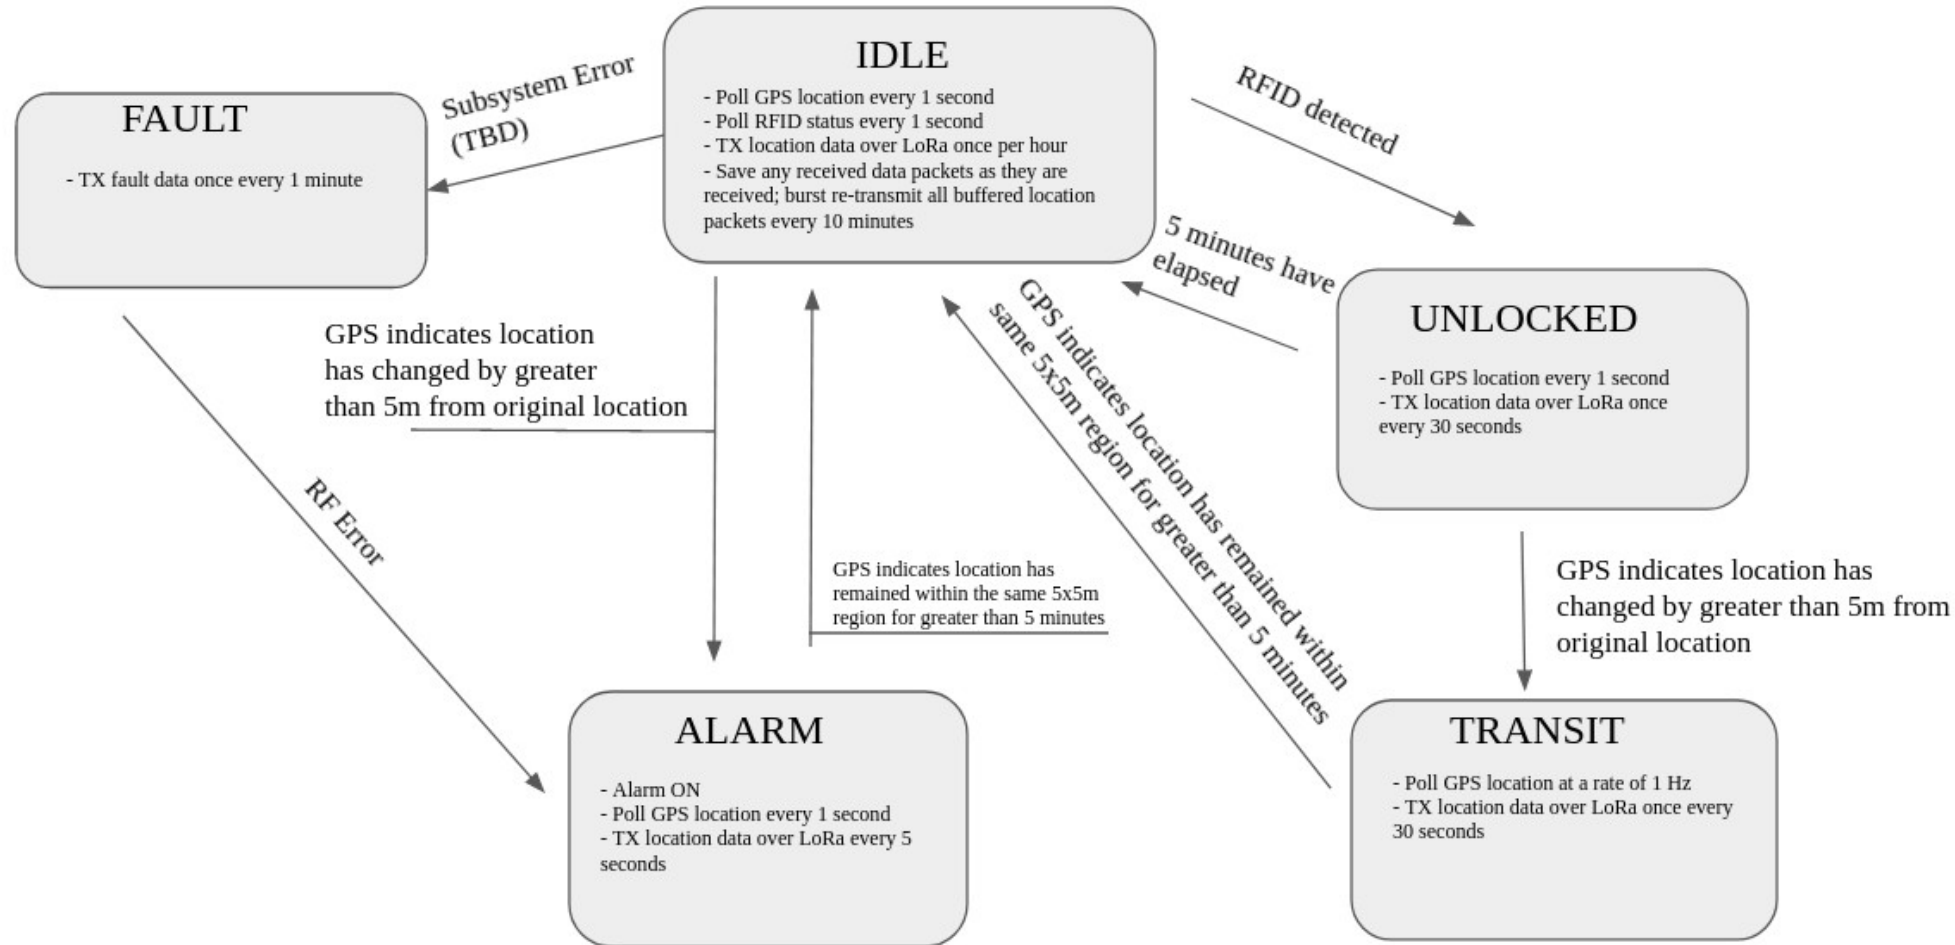 IDLE
- Poll GPS location every 1 second
- Poll RFID status every 1 second
- TX location data over LoRa once per hour
- Save any received data packets as they are
received; burst re-transmit all buffered location
packets every 10 minutes
Subsystem Error
(TBD)
RFID detected
FAULT
- TX fault data once every 1 minute
5 minutes have
elapsed
UNLOCKED
- Poll GPS location every 1 second
- TX location data over LoRa once
every 30 seconds
GPS indicates location
has changed by greater
than 5m from original location
RF Error
GPS indicates location has
remained within the same 5x5m
region for greater than 5 minutes
GPS indicates location has remained within
same 5x5m region for greater than 5 minutes
GPS indicates location has
changed by greater than 5m from
original location
ALARM
- Alarm ON
- Poll GPS location every 1 second
- TX location data over LoRa every 5
seconds
TRANSIT
- Poll GPS location at a rate of 1 Hz
- TX location data over LoRa once every
30 seconds